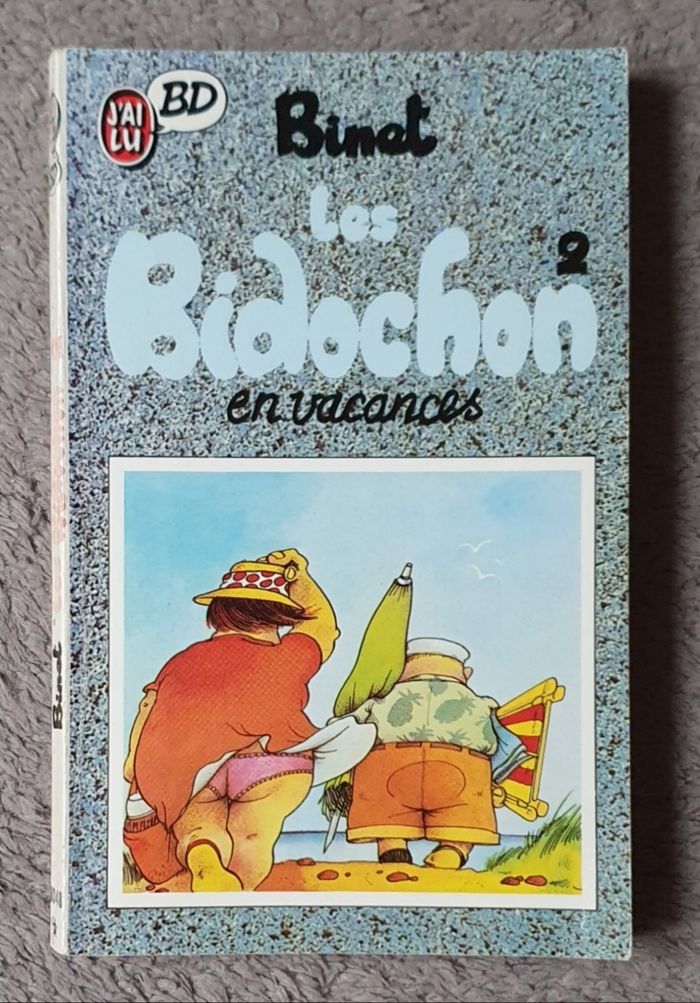 J'AI
LU
BD
Binet
Les
Bidochon
2
en vacances
Binet